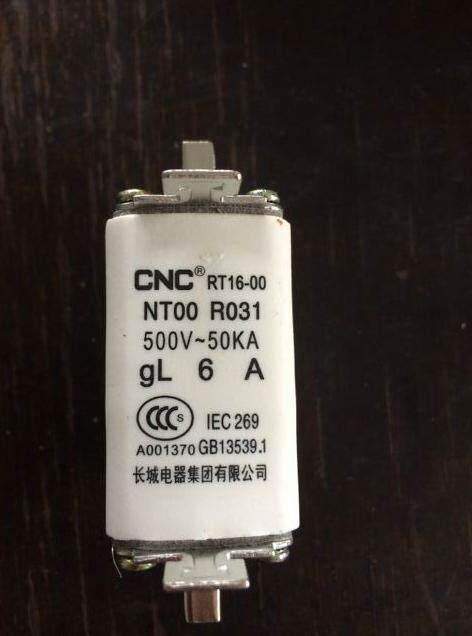 CNC® RT16-00
NT00 R031
500V~50KA
gL 6 A
CCC S IEC 269
A001370 GB13539.1
长城电器集团有限公司